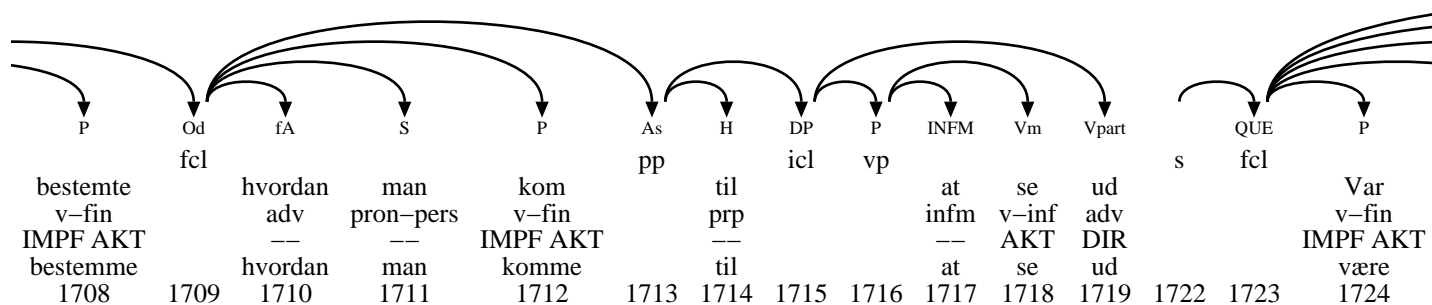 P Od fA S P As H DP P INFM Vm Vpart QUE P
fcl pp icl vp s fcl
bestemte hvordan man kom til at se ud Var
v−fin adv pron−pers v−fin prp infm v−inf adv v−fin
IMPF AKT −− −− IMPF AKT −− −− AKT DIR IMPF AKT
bestemme hvordan man komme til at se ud være
1708 1709 1710 1711 1712 1713 1714 1715 1716 1717 1718 1719 1722 1723 1724